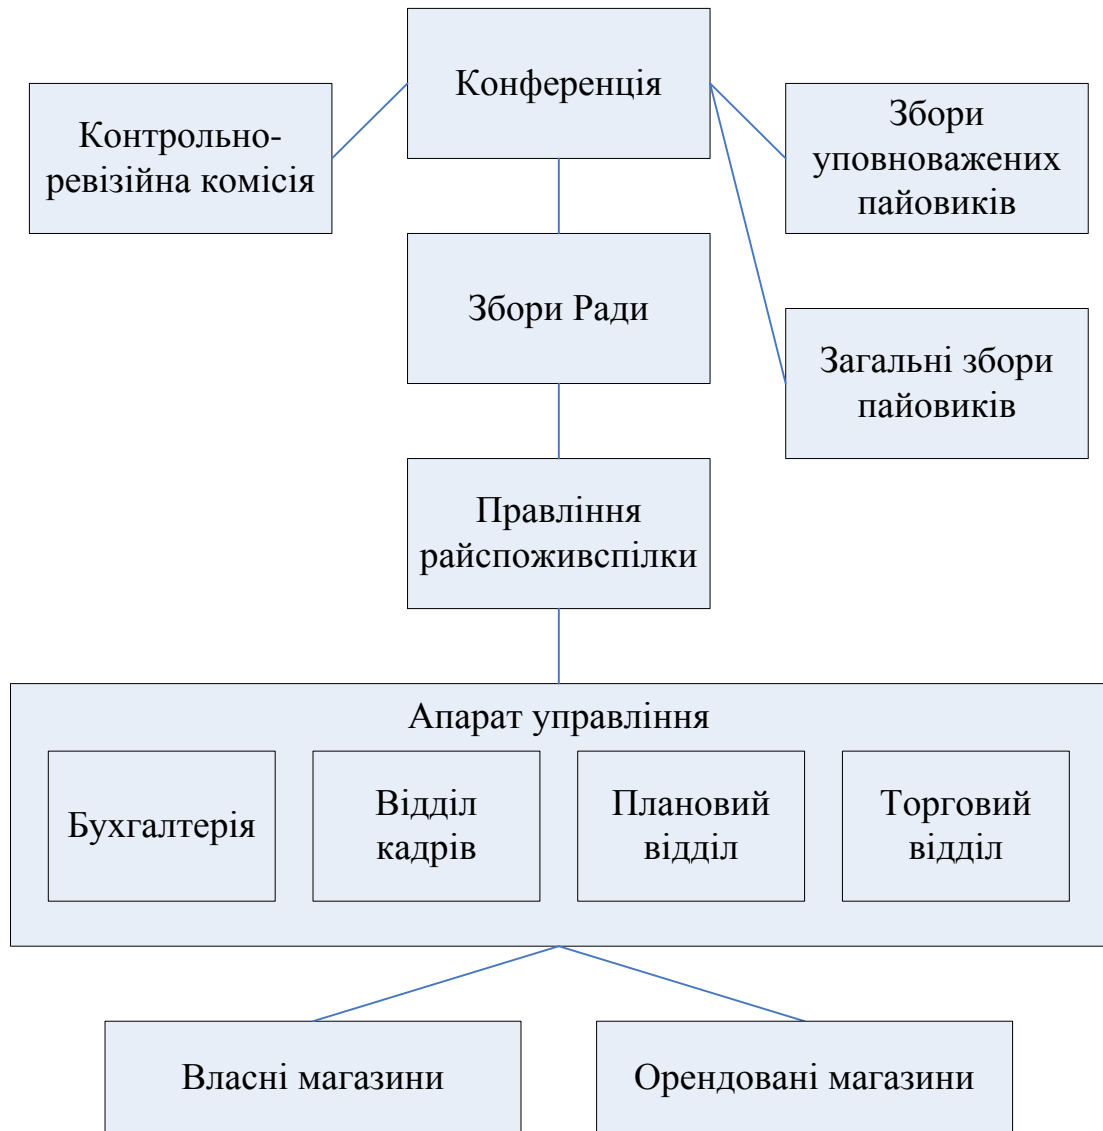 Конференція
Контрольно-
ревізійна комісія
Збори
уповноважених
пайовиків
Збори Ради
Загальні збори
пайовиків
Правління
райспоживспілки
Апарат управління
Бухгалтерія
Відділ
кадрів
Плановий
відділ
Торговий
відділ
Власні магазини
Орендовані магазини